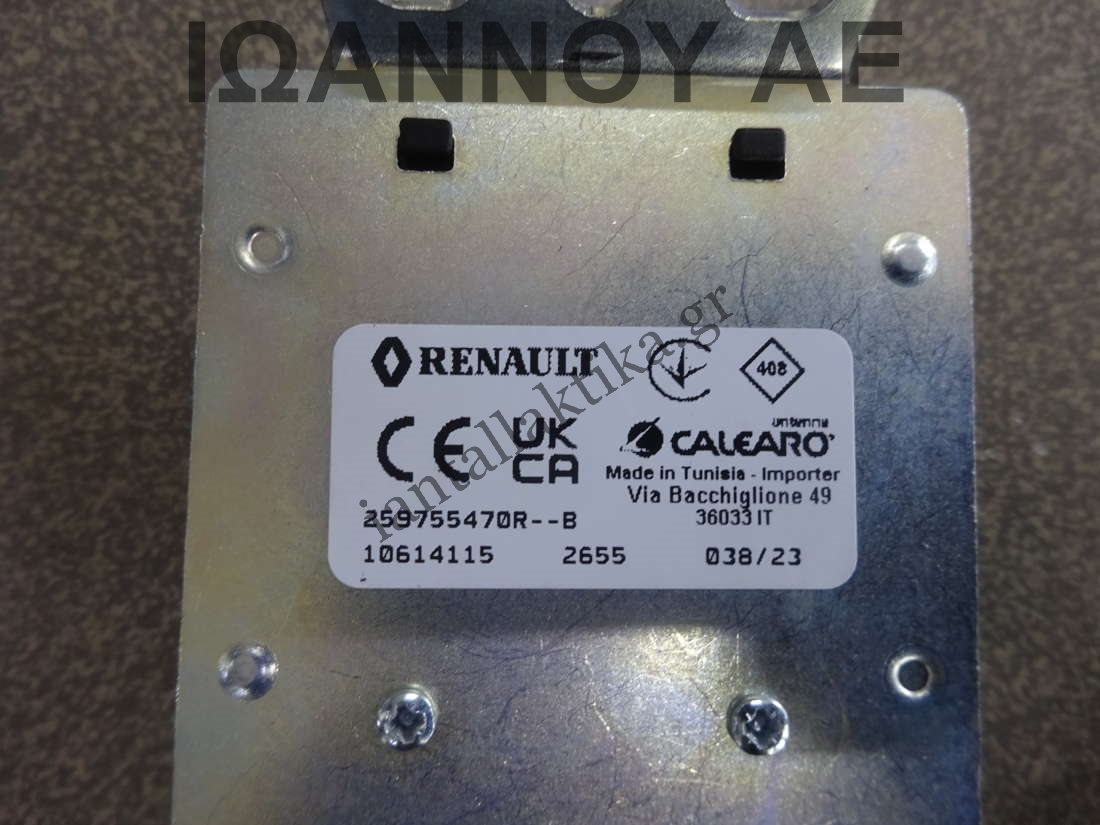 ΙΩΑΝΝΟΥ ΑΕ
RENAULT
408
CE
UK
CA
antenna
CALEARO
Made in Tunisia - Importer
Via Bacchiglione 49
36033 IT
259755470R--B
10614115 2655 038/23
iantallaktika.gr